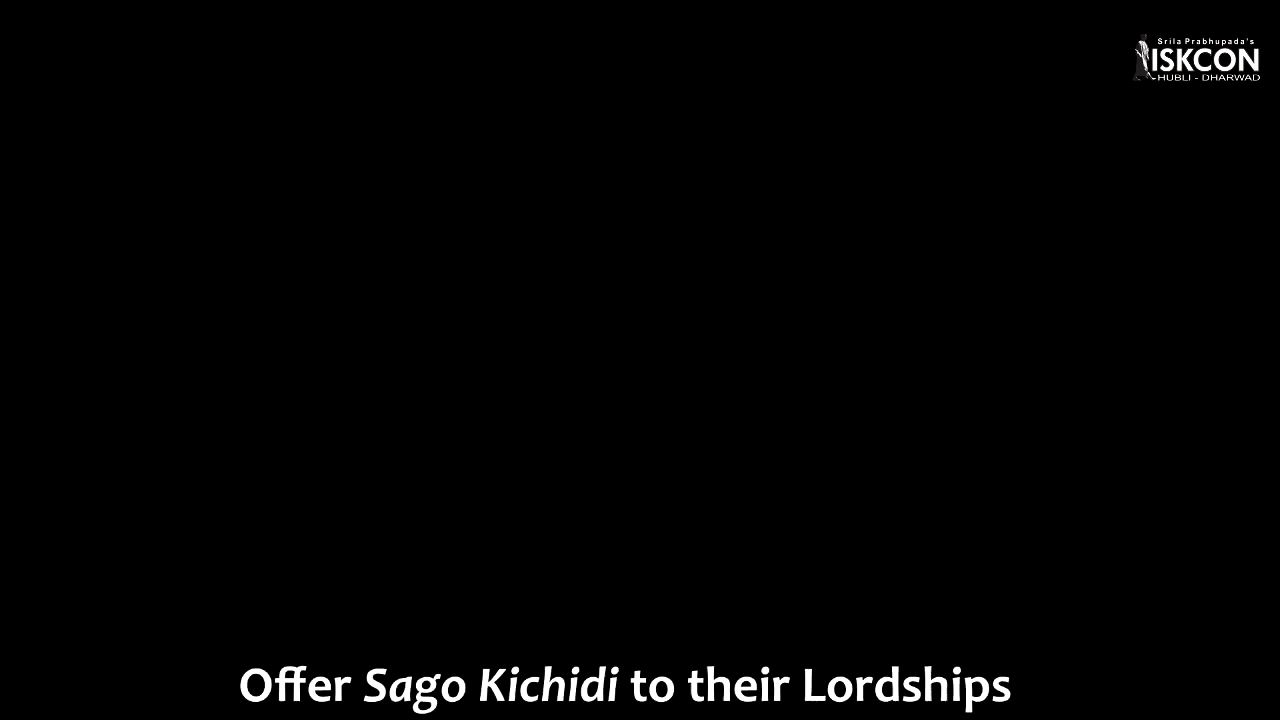 Srila Prabhupada's
ISKCON
HUBLI - DHARWAD
Offer Sago Kichidi to their Lordships